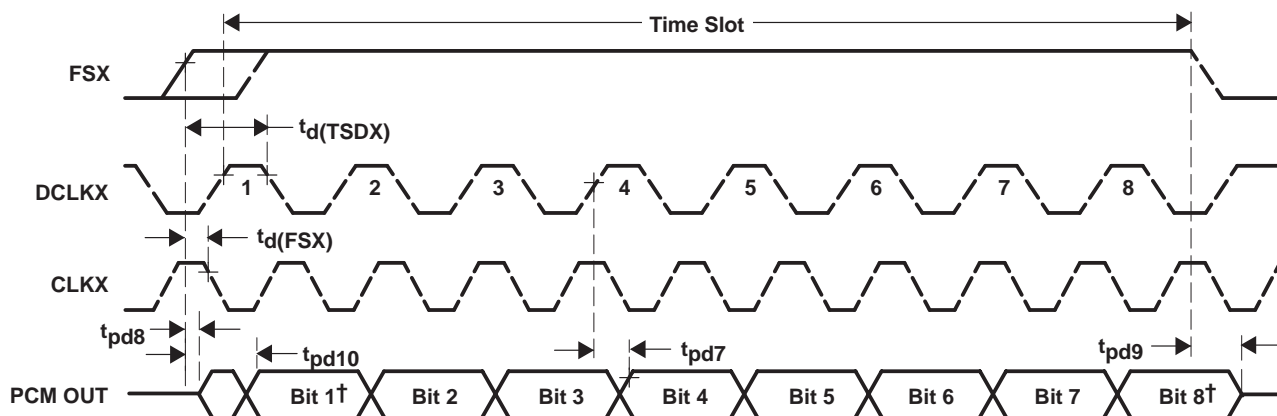 Time Slot
FSX
td(TSDX)
DCLKX 1 2 3 4 5 6 7 8
td(FSX)
CLKX
tpd8
tpd10 tpd7 tpd9
PCM OUT Bit 1† Bit 2 Bit 3 Bit 4 Bit 5 Bit 6 Bit 7 Bit 8†